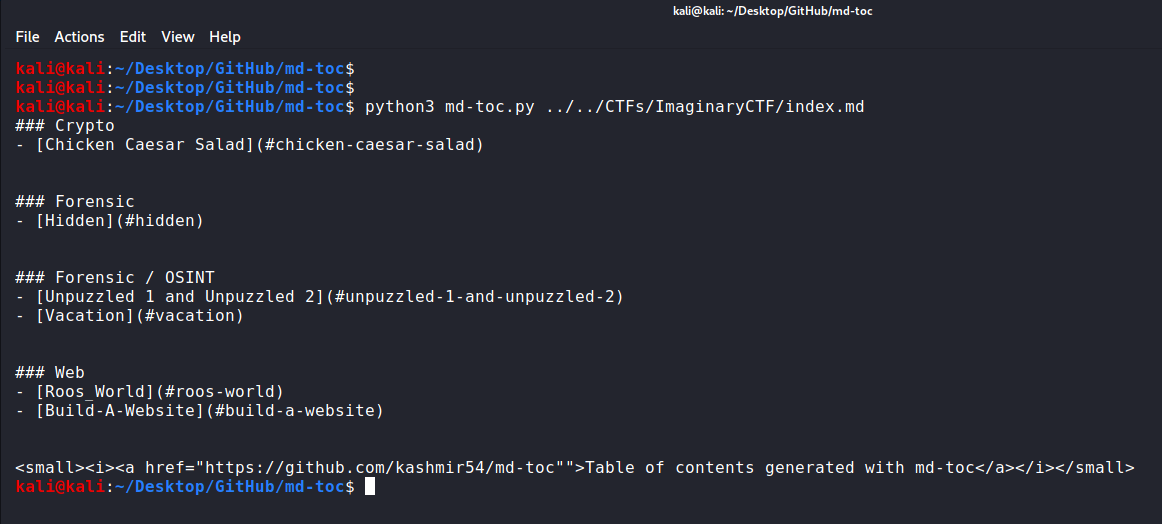 kali@kali: ~/Desktop/GitHub/md-toc
File Actions Edit View Help
kali@kali:~/Desktop/GitHub/md-toc$
kali@kali:~/Desktop/GitHub/md-toc$
kali@kali:~/Desktop/GitHub/md-toc$ python3 md-toc.py ../../CTFs/ImaginaryCTF/index.md
### Crypto
- [Chicken Caesar Salad](#chicken-caesar-salad)
### Forensic
- [Hidden](#hidden)
### Forensic / OSINT
- [Unpuzzled 1 and Unpuzzled 2](#unpuzzled-1-and-unpuzzled-2)
- [Vacation](#vacation)
### Web
- [Roos_World](#roos-world)
- [Build-A-Website](#build-a-website)
<small><i><a href="https://github.com/kashmir54/md-toc"">Table of contents generated with md-toc</a></i></small>
kali@kali:~/Desktop/GitHub/md-toc$